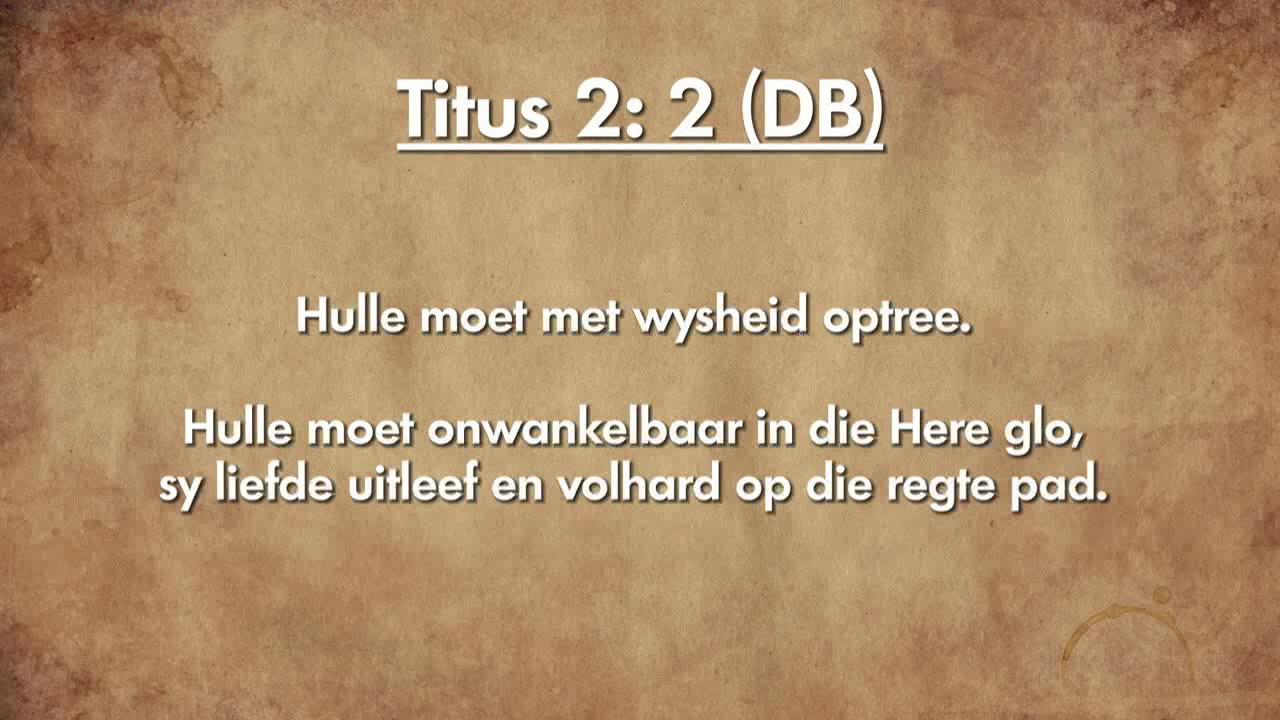 Titus 2: 2 (DB)
Hulle moet met wysheid optree.
Hulle moet onwankelbaar in die Here glo,
sy liefde uitleef en volhard op die regte pad.